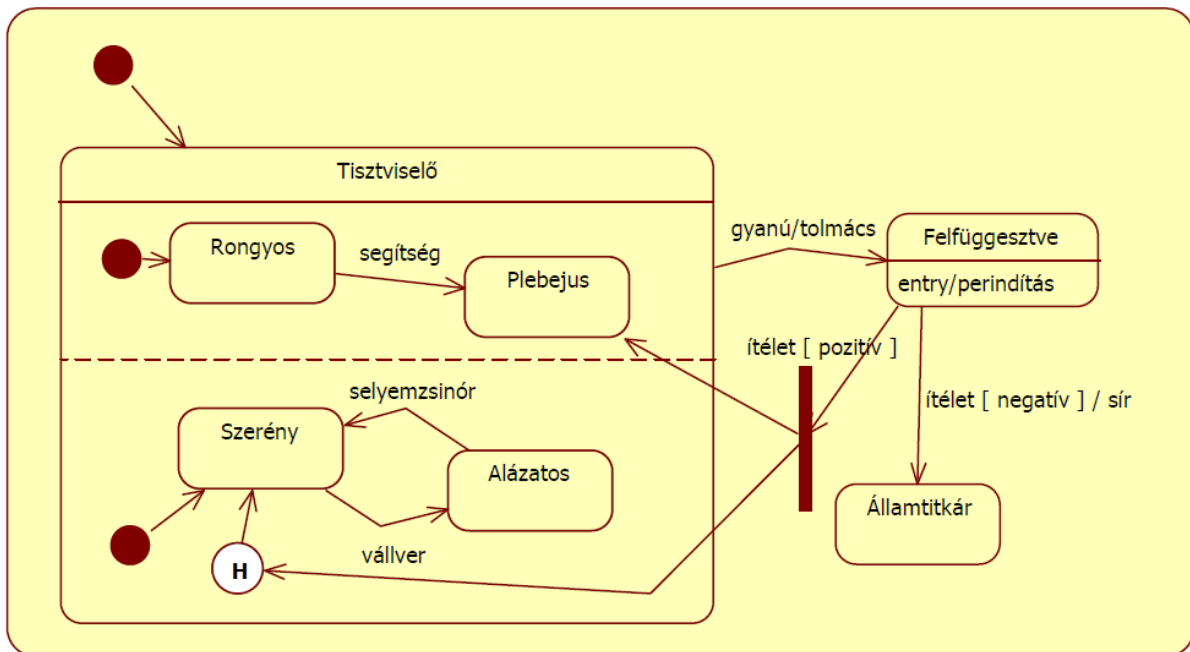 Tisztviselő
Rongyos
segítség
Plebejus
gyanú/tolmács
Felfüggesztve
entry/perindítás
ítélet [ pozitív ]
ítélet [ negatív ] / sír
selyemzsinór
Szerény
Alázatos
vállver
H
Államtitkár